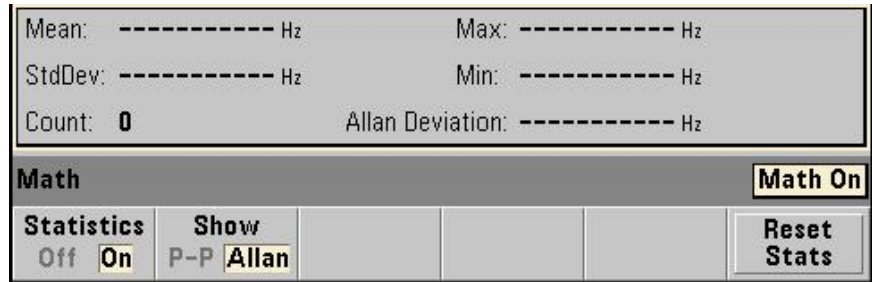 Mean: ----------- Hz Max: ----------- Hz
StdDev: ----------- Hz Min: ----------- Hz
Count: 0 Allan Deviation: ----------- Hz
Math Math On
Statistics Show Reset
Off On P-P Allan Stats